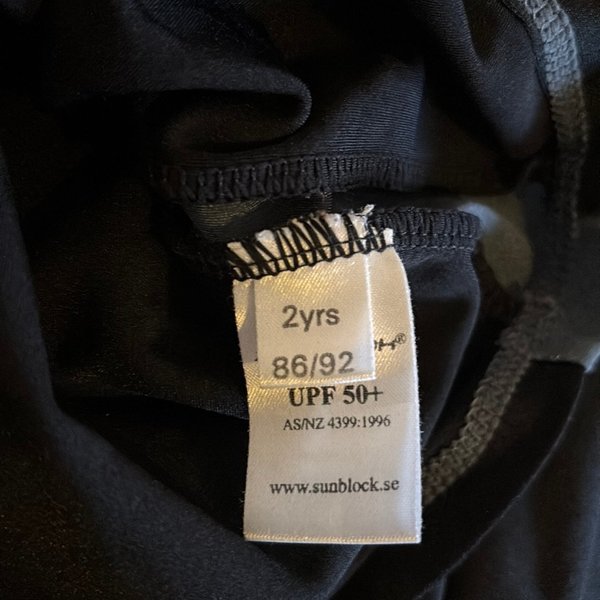 2yrs
86/92
UPF 50+
AS/NZ 4399:1996
www.sunblock.se